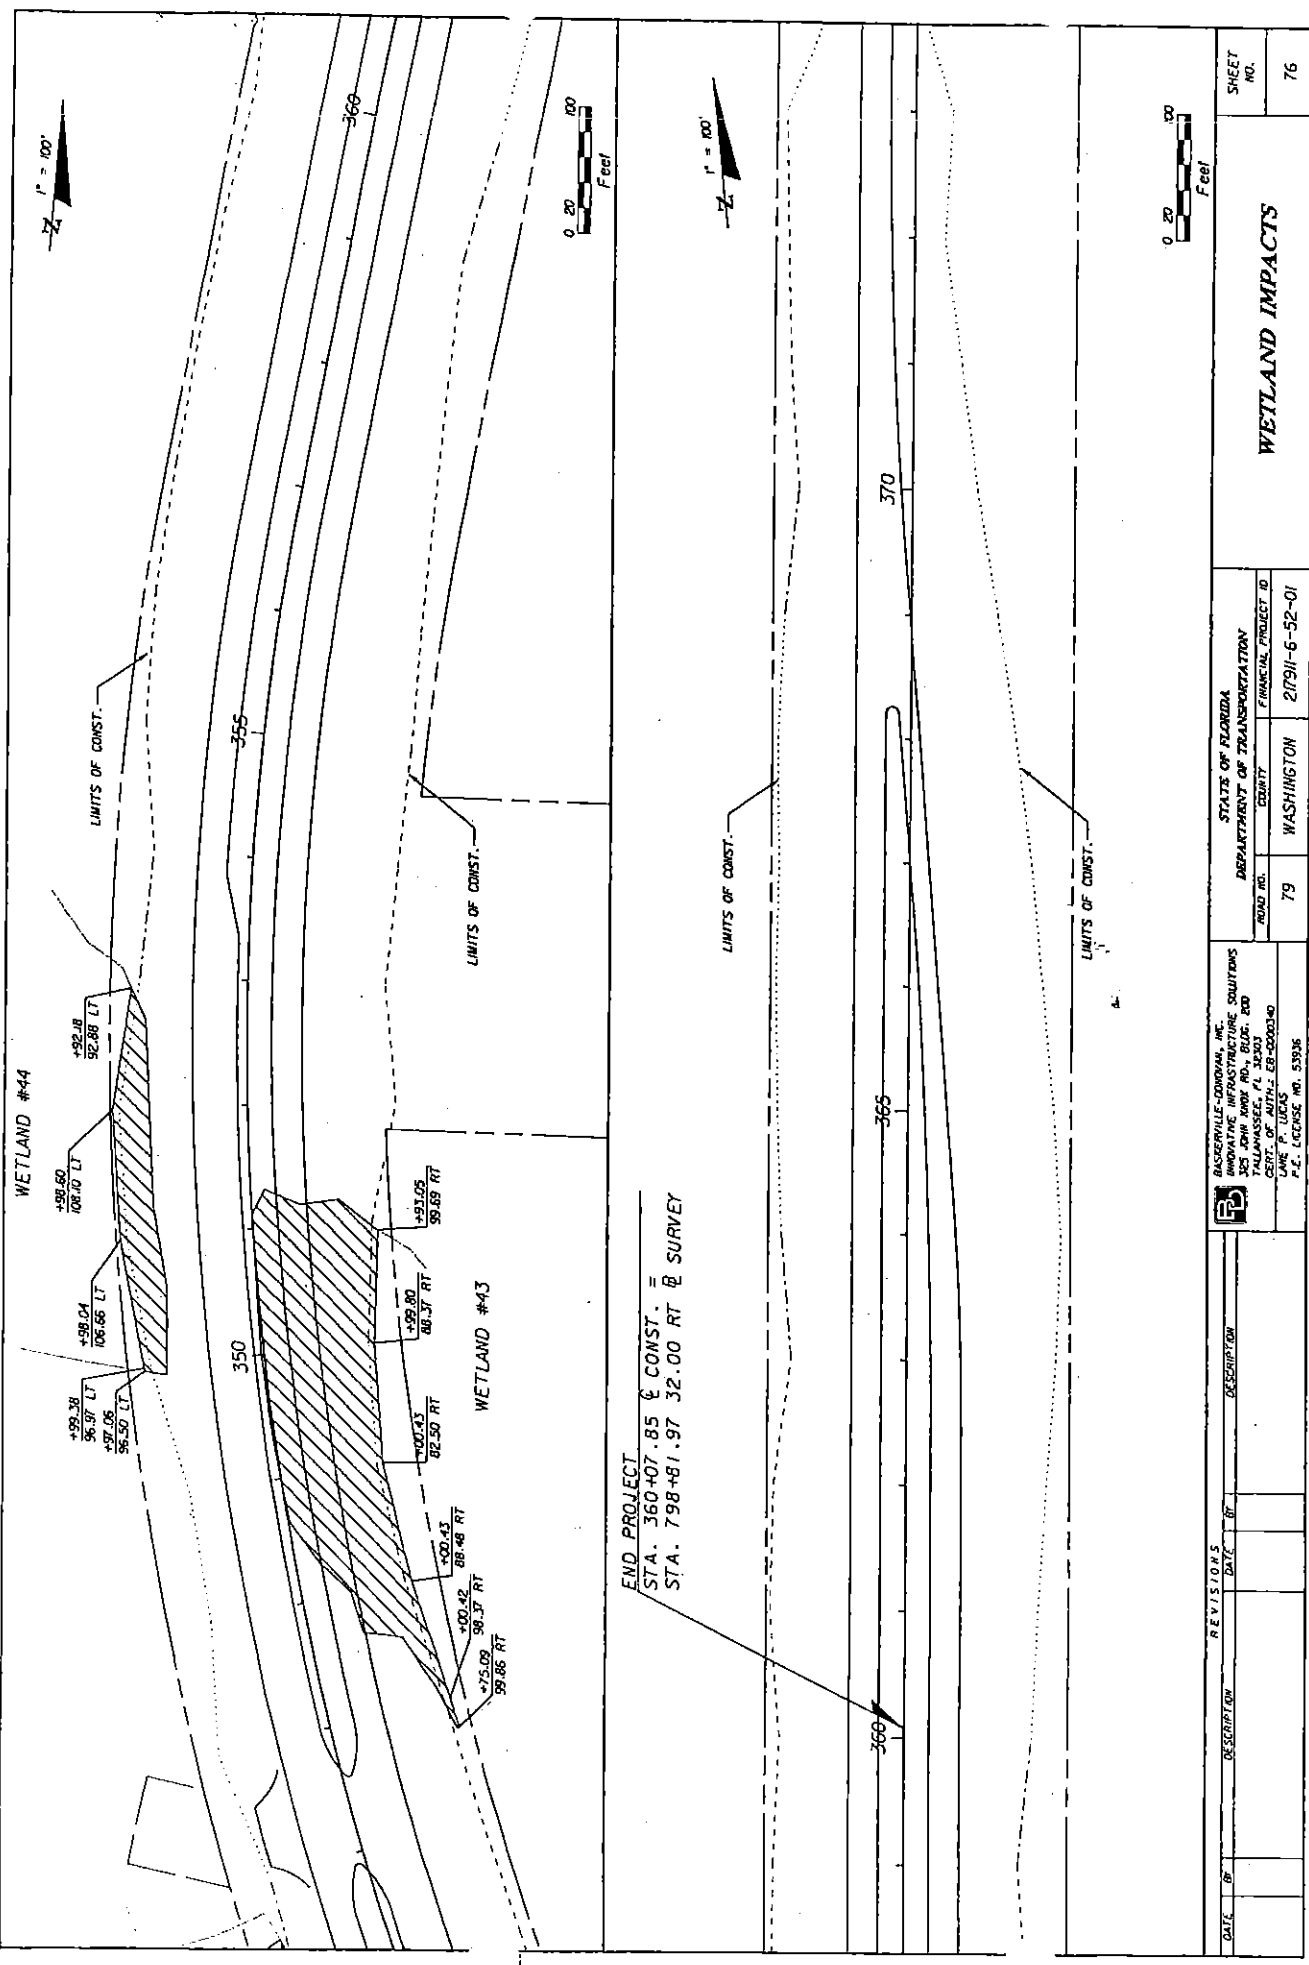 WETLAND #44
+99.38
96.97 LT
+97.06
96.50 LT
+98.04
106.66 LT
+98.60
108.10 LT
+92.18
92.88 LT
LIMITS OF CONST.
Z
1" = 100'
350
355
360
+75.09
99.86 RT
+00.42
98.37 RT
+00.43
88.48 RT
+00.43
82.50 RT
+99.80
88.37 RT
+93.05
99.69 RT
WETLAND #43
LIMITS OF CONST.
0 20 100
Feet
END PROJECT
STA. 360+07.85 ℄ CONST. =
STA. 798+81.97 32.00 RT ℄ SURVEY
LIMITS OF CONST.
Z
1" = 100'
360
365
370
LIMITS OF CONST.
0 20 100
Feet
REVISIONS
DATE BY DESCRIPTION DATE BY DESCRIPTION
BASKERVILLE-DONOVAN, INC.
INNOVATIVE INFRASTRUCTURE SOLUTIONS
325 JOHN KNOX RD., BLDG. 200
TALLAHASSEE, FL 32303
CERT. OF AUTH.: EB-0000340
LANE P. LUCAS
P.E. LICENSE NO. 53936
STATE OF FLORIDA
DEPARTMENT OF TRANSPORTATION
ROAD NO. COUNTY FINANCIAL PROJECT ID
79 WASHINGTON 217911-6-52-01
WETLAND IMPACTS
SHEET
NO.
76